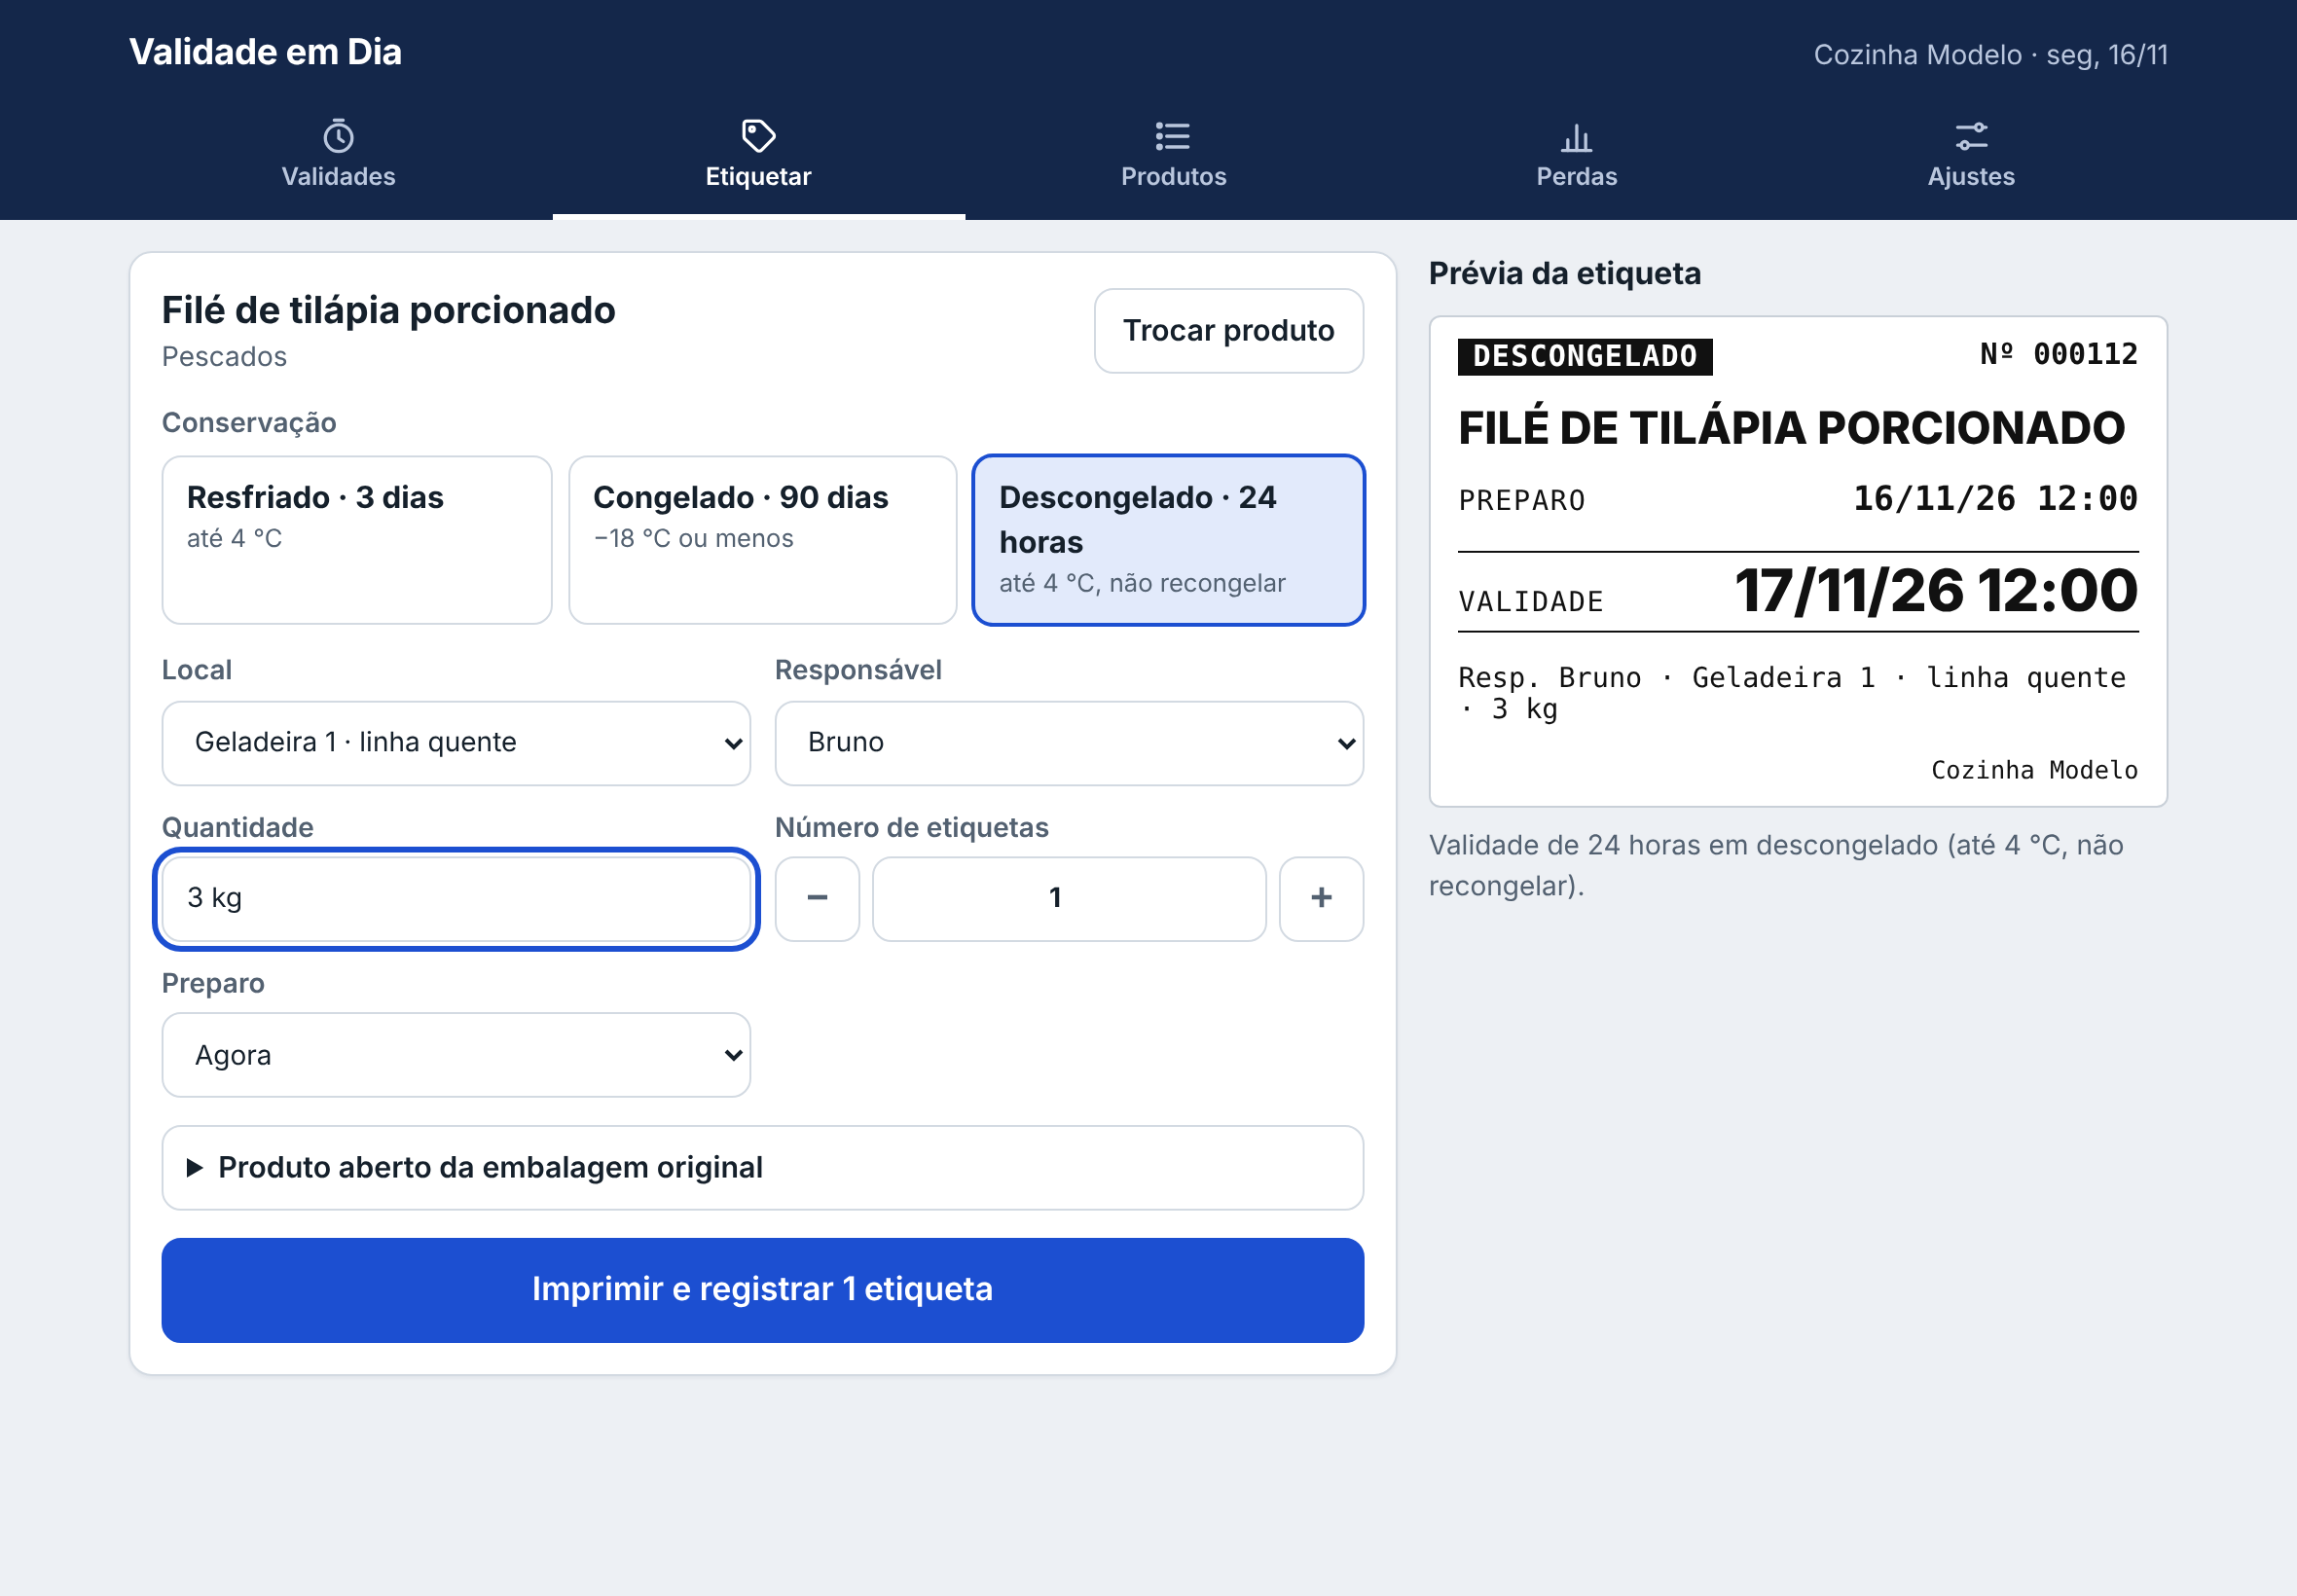 Validade em Dia
Cozinha Modelo · seg, 16/11
Validades
Etiquetar
Produtos
Perdas
Ajustes
Filé de tilápia porcionado
Pescados
Trocar produto
Conservação
Resfriado · 3 dias
até 4 °C
Congelado · 90 dias
−18 °C ou menos
Descongelado · 24
horas
até 4 °C, não recongelar
Local
Responsável
Geladeira 1 · linha quente
Bruno
Quantidade
Número de etiquetas
3 kg
−
1
+
Preparo
Agora
Produto aberto da embalagem original
Imprimir e registrar 1 etiqueta
Prévia da etiqueta
DESCONGELADO
Nº 000112
FILÉ DE TILÁPIA PORCIONADO
PREPARO
16/11/26 12:00
VALIDADE
17/11/26 12:00
Resp. Bruno · Geladeira 1 · linha quente
· 3 kg
Cozinha Modelo
Validade de 24 horas em descongelado (até 4 °C, não
recongelar).